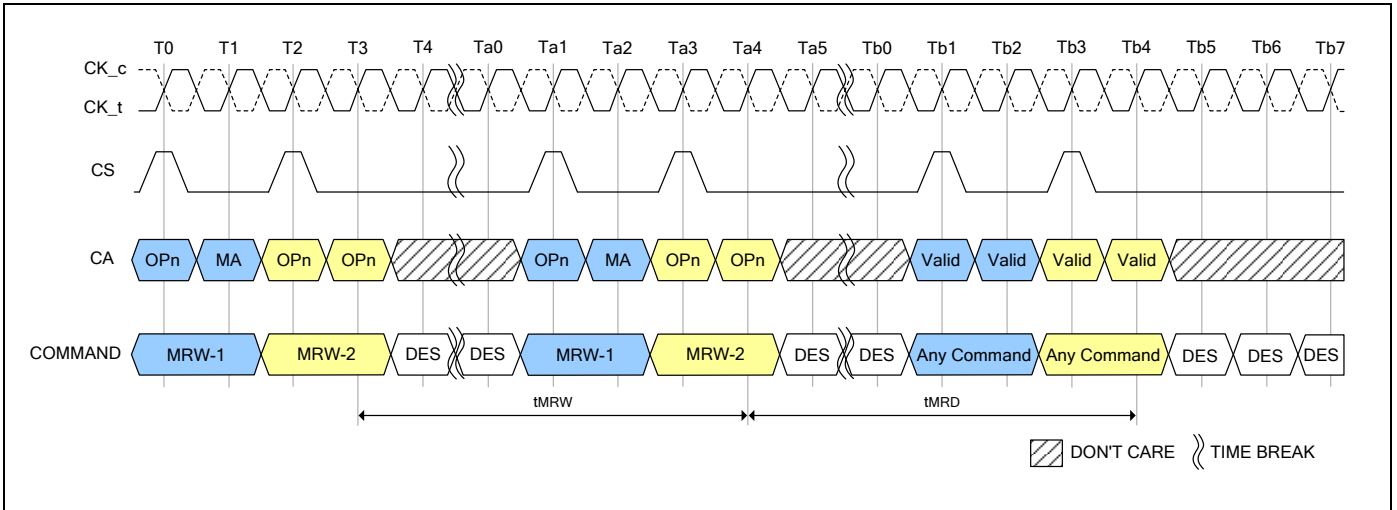 T0 T1 T2 T3 T4 Ta0 Ta1 Ta2 Ta3 Ta4 Ta5 Tb0 Tb1 Tb2 Tb3 Tb4 Tb5 Tb6 Tb7
CK_c
CK_t
CS
CA OPn MA OPn OPn OPn MA OPn OPn Valid Valid Valid Valid
COMMAND MRW-1 MRW-2 DES DES MRW-1 MRW-2 DES DES Any Command Any Command DES DES DES
tMRW tMRD
DON'T CARE TIME BREAK